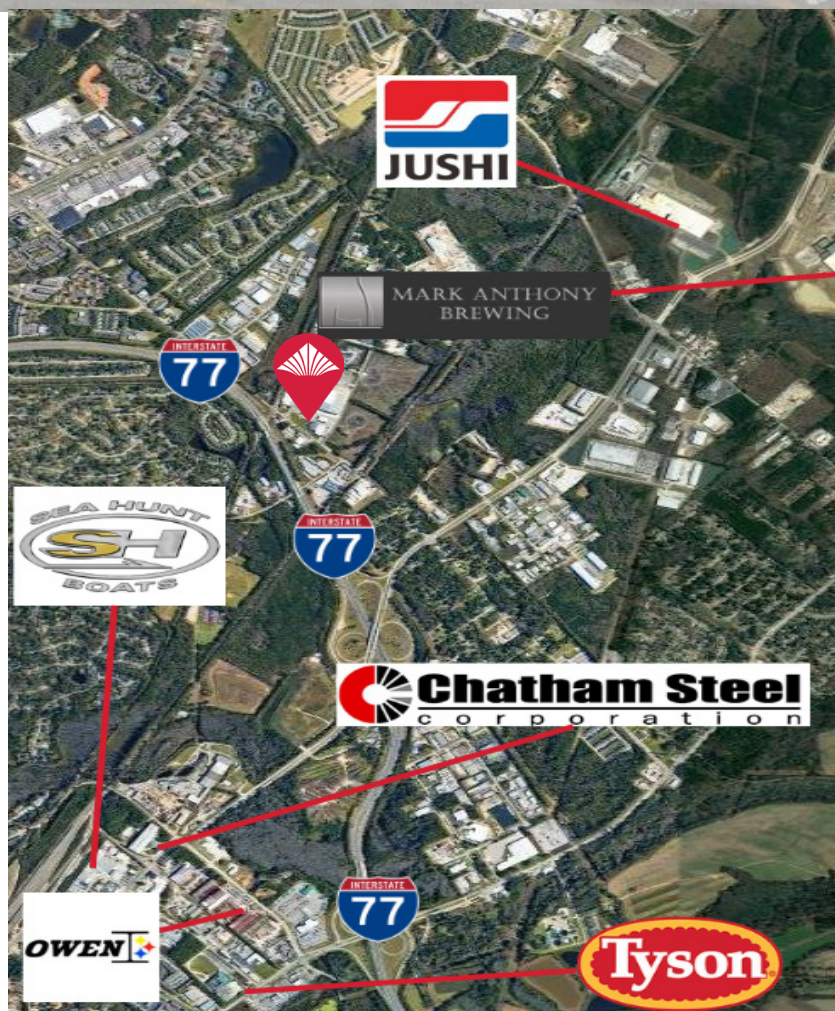 JUSHI
MARK ANTHONY
BREWING
INTERSTATE
77
SEA HUNT
SH
BOATS
INTERSTATE
77
Chatham Steel
corporation
INTERSTATE
77
OWEN
Tyson